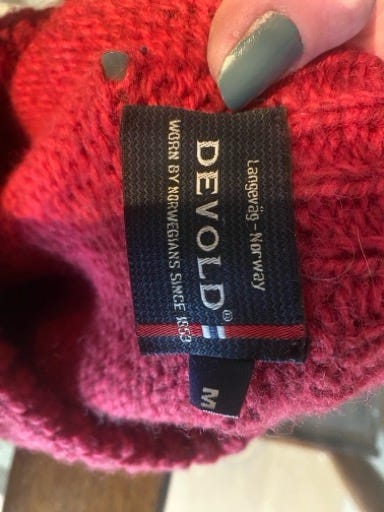 Langevåg - Norway
DEVOLD®
WORN BY NORWEGIANS SINCE 1853
M